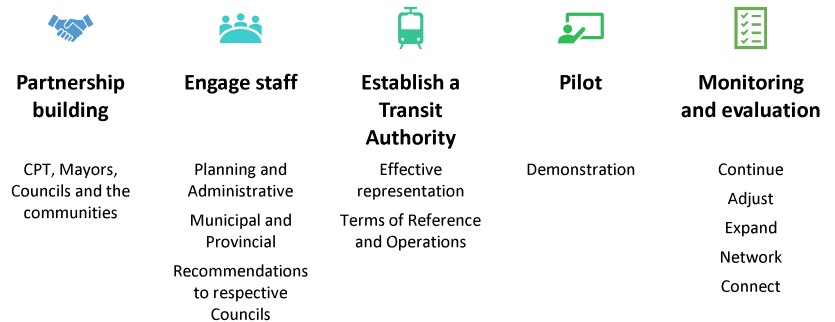 Partnership
building
CPT, Mayors,
Councils and the
communities
Engage staff
Planning and
Administrative
Municipal and
Provincial
Recommendations
to respective
Councils
Establish a
Transit
Authority
Effective
representation
Terms of Reference
and Operations
Pilot
Demonstration
Monitoring
and evaluation
Continue
Adjust
Expand
Network
Connect